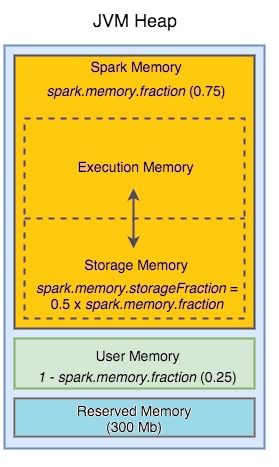 JVM Heap
Spark Memory
spark.memory.fraction (0.75)
Execution Memory
Storage Memory
spark.memory.storageFraction =
0.5 x spark.memory.fraction
User Memory
1 - spark.memory.fraction (0.25)
Reserved Memory
(300 Mb)